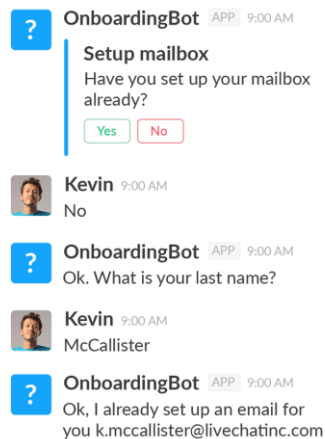 ?
OnboardingBot APP 9:00 AM
Setup mailbox
Have you set up your mailbox
already?
Yes No
Kevin 9:00 AM
No
?
OnboardingBot APP 9:00 AM
Ok. What is your last name?
Kevin 9:00 AM
McCallister
?
OnboardingBot APP 9:00 AM
Ok, I already set up an email for
you k.mccallister@livechatinc.com